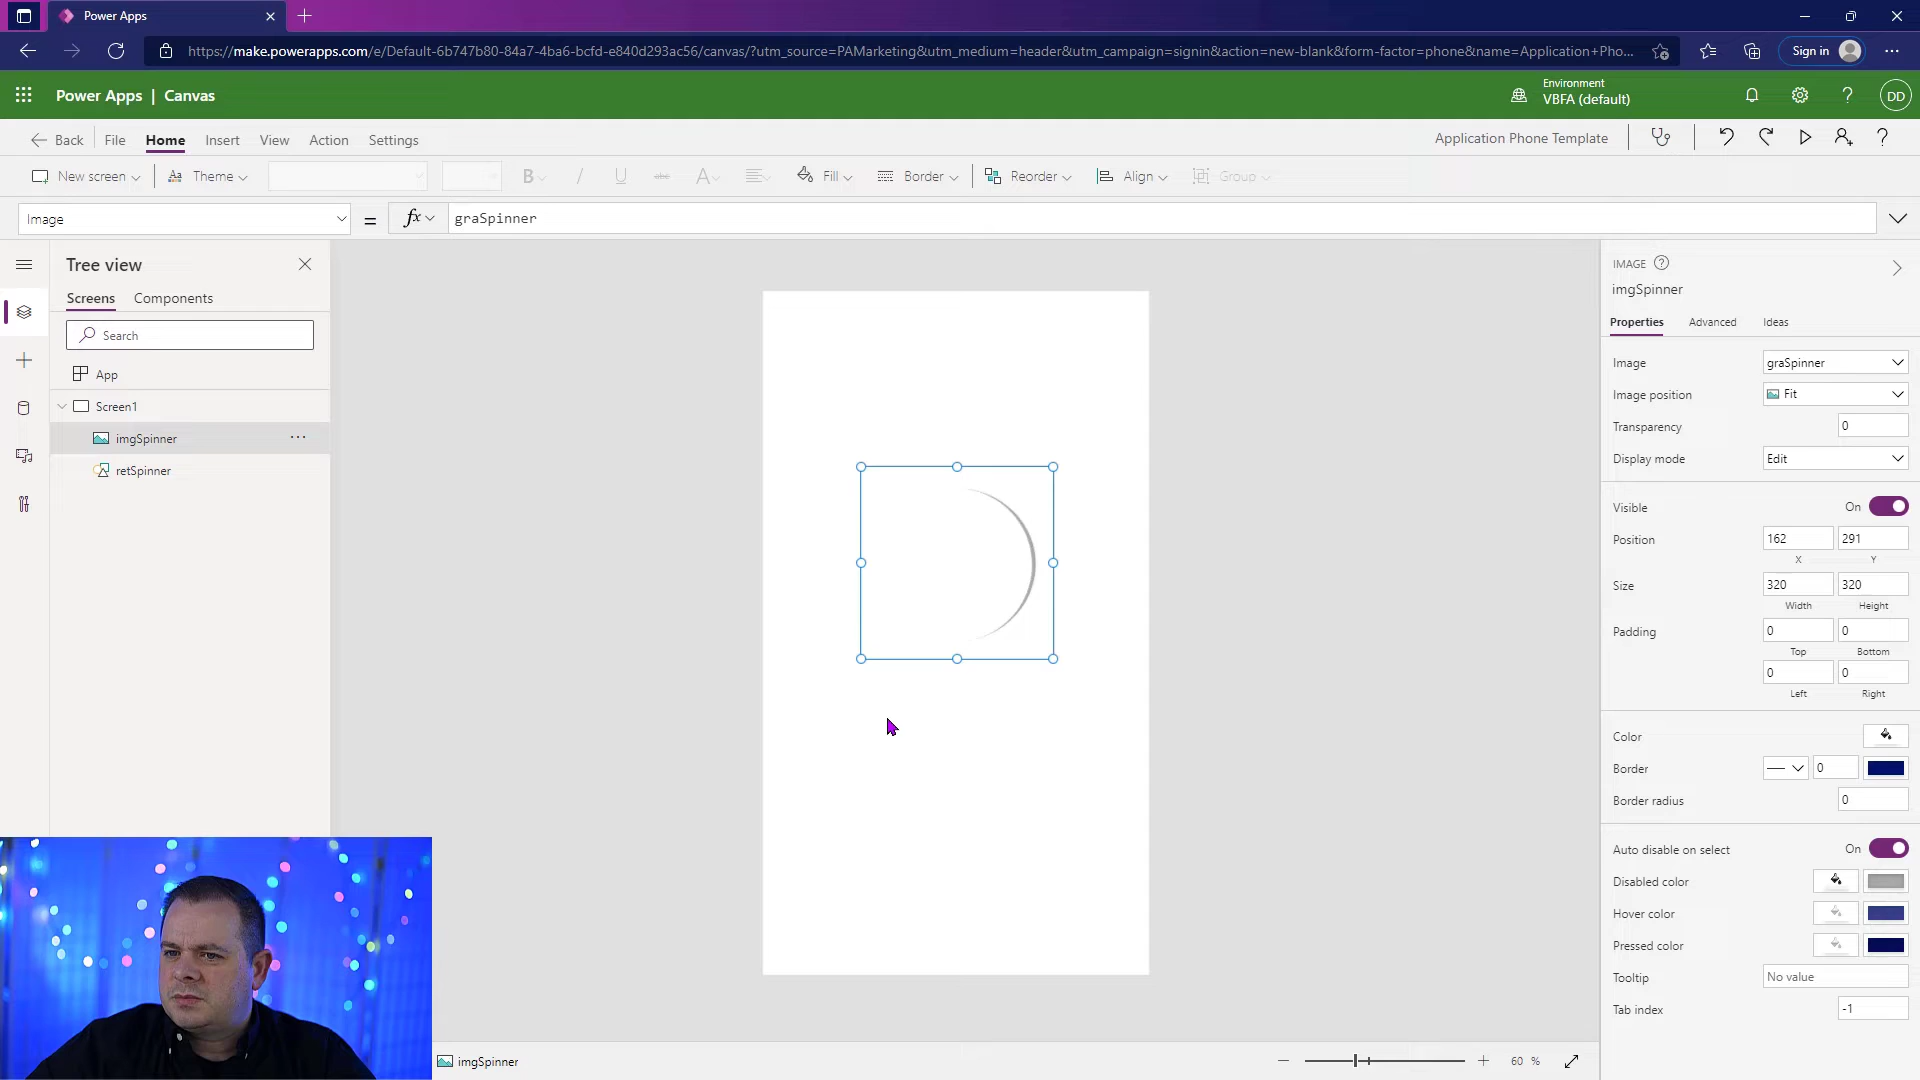 Power Apps
https://make.powerapps.com/e/Default-6b747b80-84a7-4ba6-bcfd-e840d293ac56/canvas/?utm_source=PAMarketing&utm_medium=header&utm_campaign=signin&action=new-blank&form-factor=phone&name=Application+Pho...
Sign in
Power Apps | Canvas
Environment
VBFA (default)
DD
Back
File
Home
Insert
View
Action
Settings
Application Phone Template
New screen
Theme
Fill
Border
Reorder
Align
Group
Image
=
fx
graSpinner
Tree view
Screens
Components
Search
App
Screen1
imgSpinner
retSpinner
IMAGE
imgSpinner
Properties
Advanced
Ideas
Image
graSpinner
Image position
Fit
Transparency
0
Display mode
Edit
Visible
On
Position
162
291
X
Y
Size
320
320
Width
Height
Padding
0
0
Top
Bottom
0
0
Left
Right
Color
Border
0
Border radius
0
Auto disable on select
On
Disabled color
Hover color
Pressed color
Tooltip
No value
Tab index
-1
imgSpinner
60 %